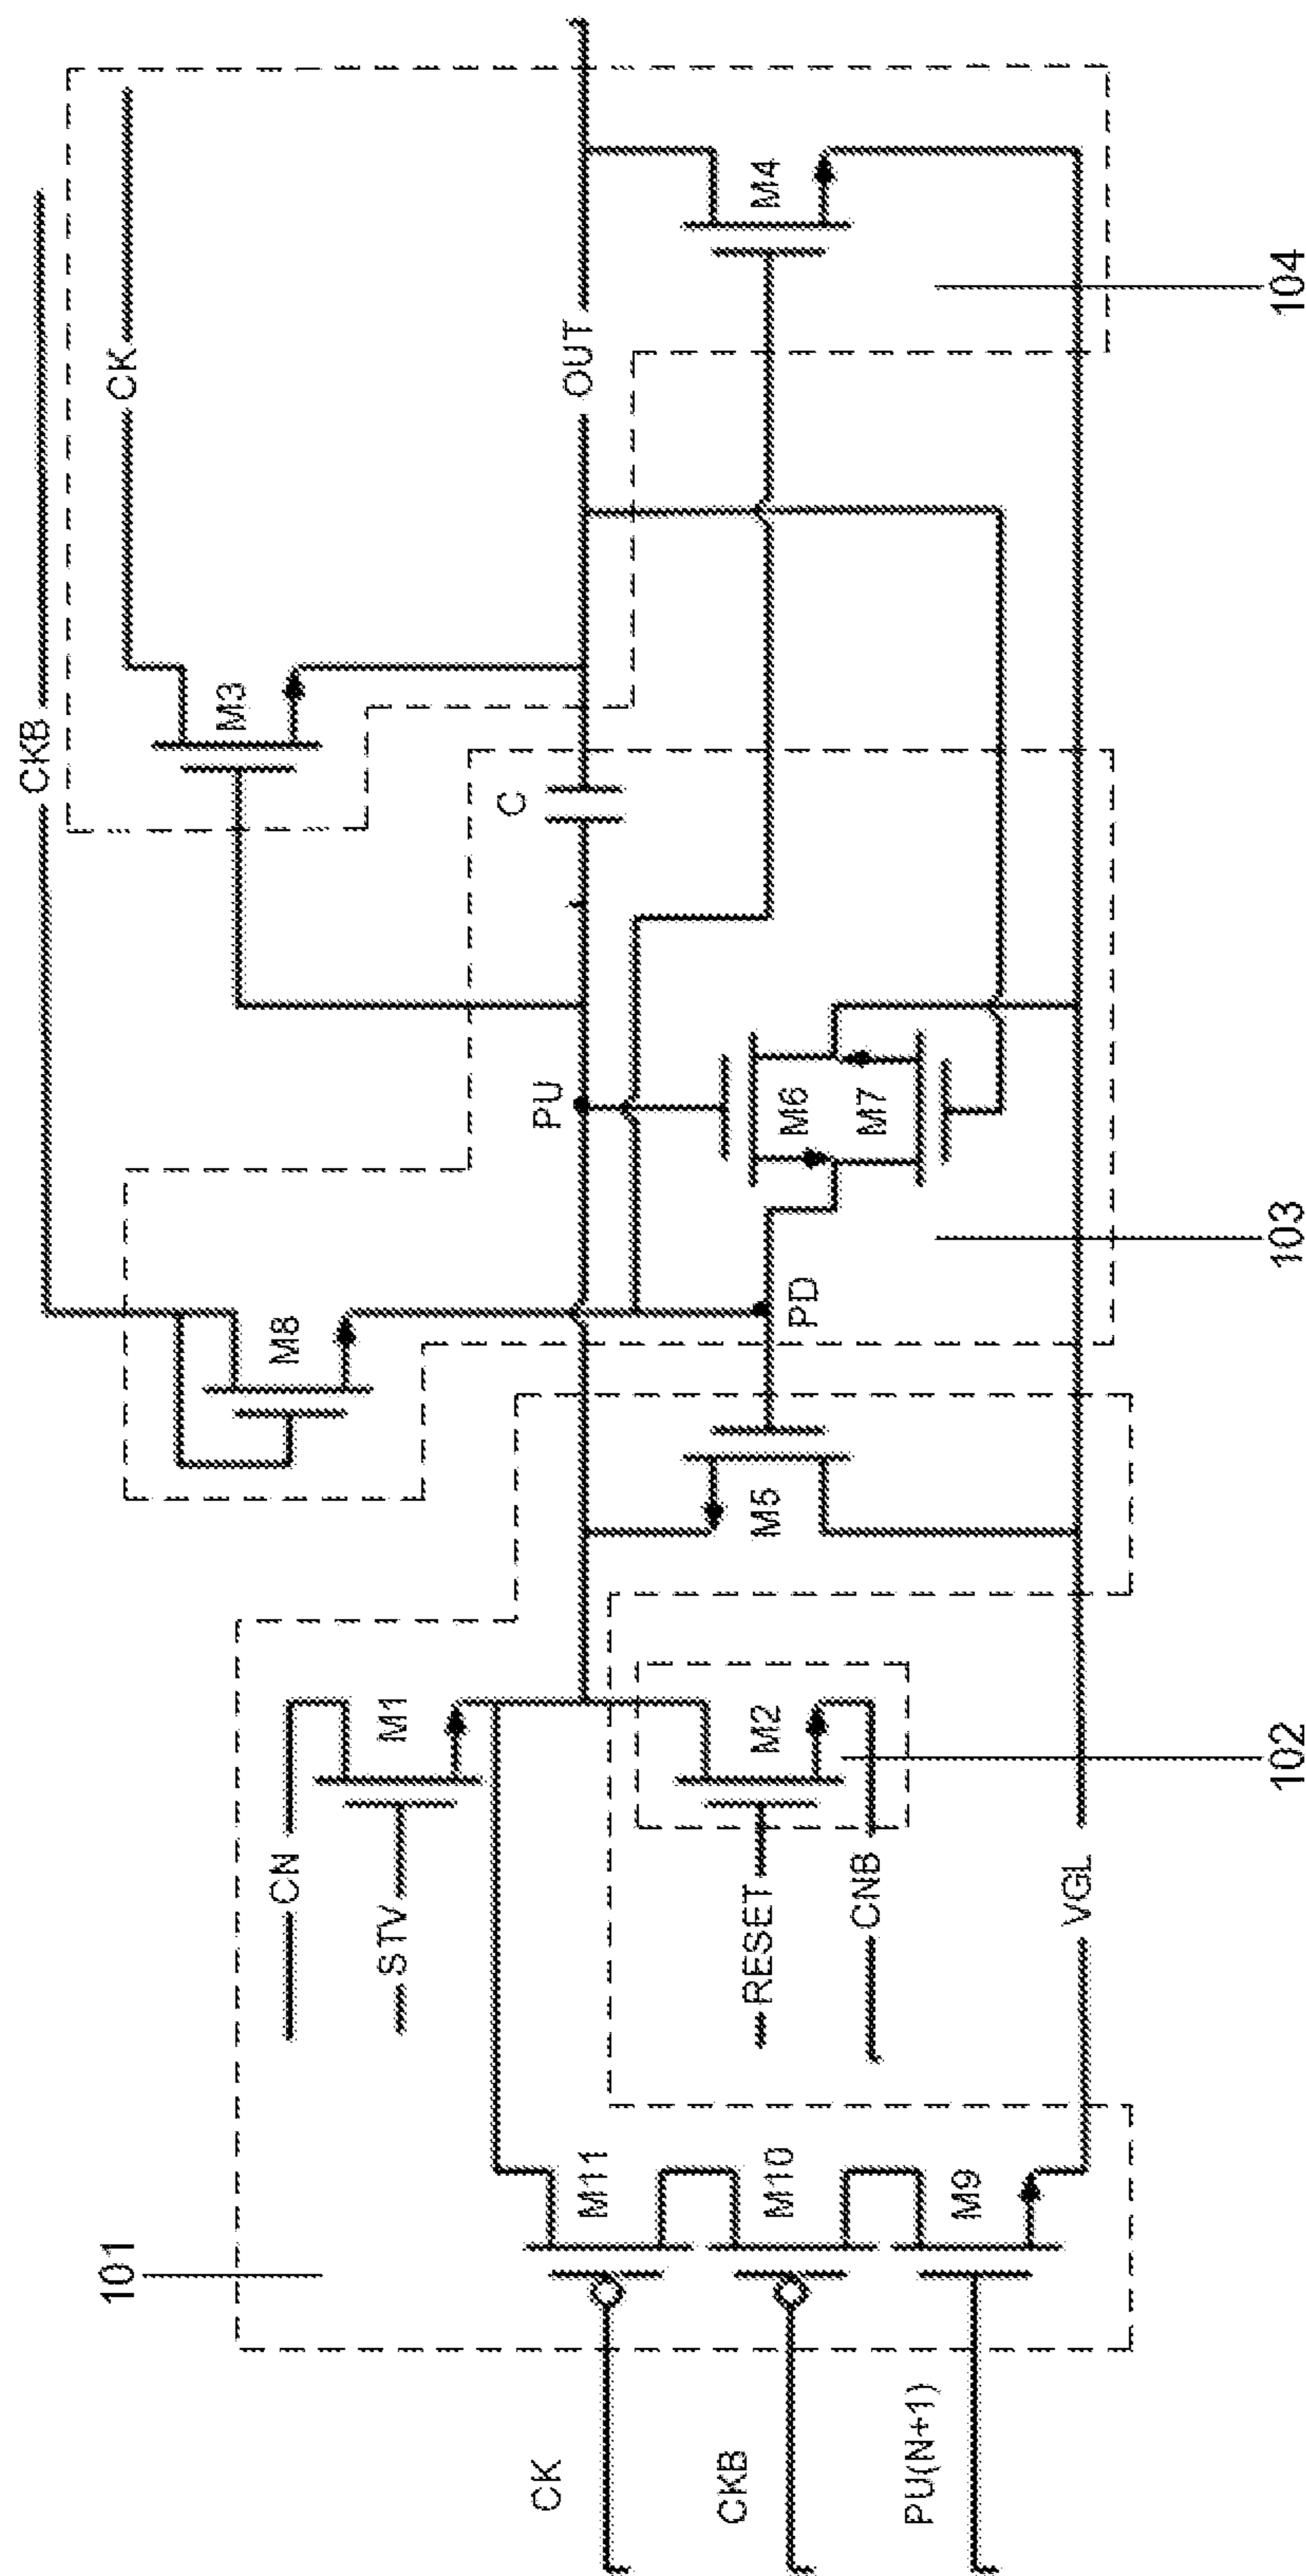 CKB
CK
101
M8
M3
CN
M1
STV
PU
C
OUT
CK
M11
CKB
M10
PU(N+1)
M9
RESET
M2
CNB
M5
PD
M6
M7
M4
VGL
102
103
104